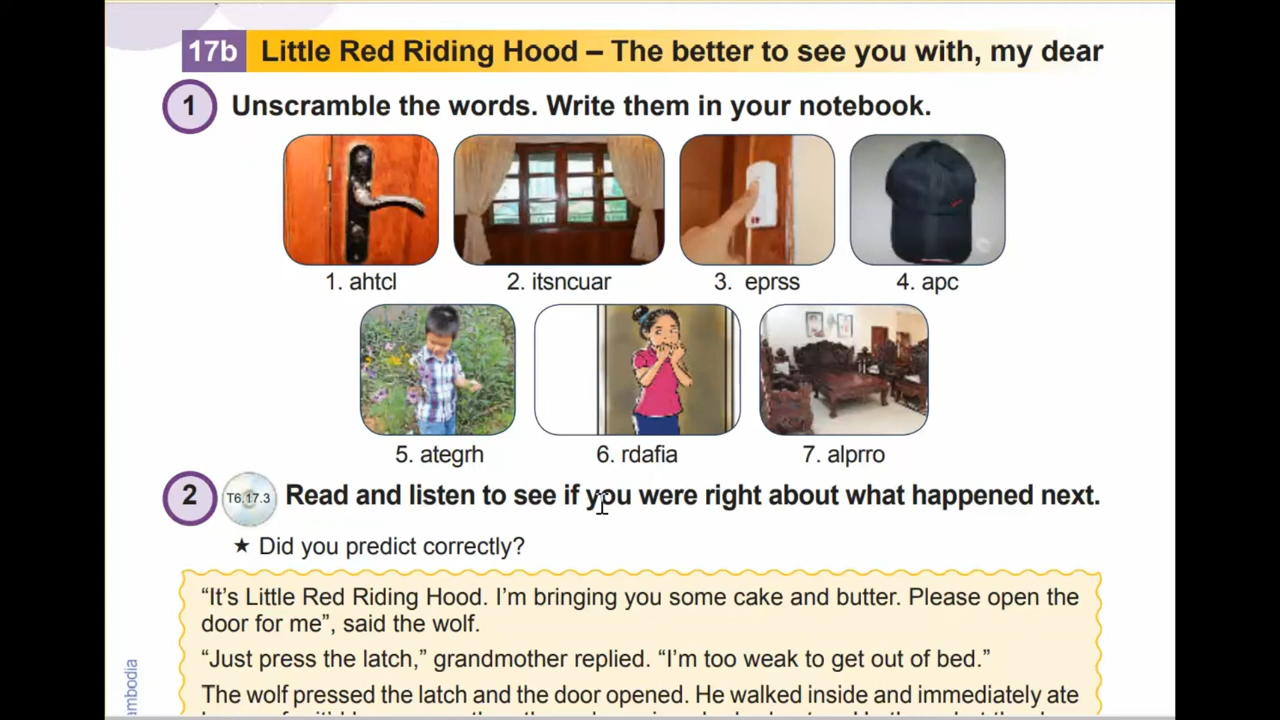 17b Little Red Riding Hood – The better to see you with, my dear
1 Unscramble the words. Write them in your notebook.
1. ahtcl 2. itsncuar 3. eprss 4. apc
5. ategrh 6. rdafia 7. alprro
2 T6.17.3 Read and listen to see if you were right about what happened next.
★ Did you predict correctly?
“It’s Little Red Riding Hood. I’m bringing you some cake and butter. Please open the
door for me”, said the wolf.
“Just press the latch,” grandmother replied. “I’m too weak to get out of bed.”
The wolf pressed the latch and the door opened. He walked inside and immediately ate
ambodia